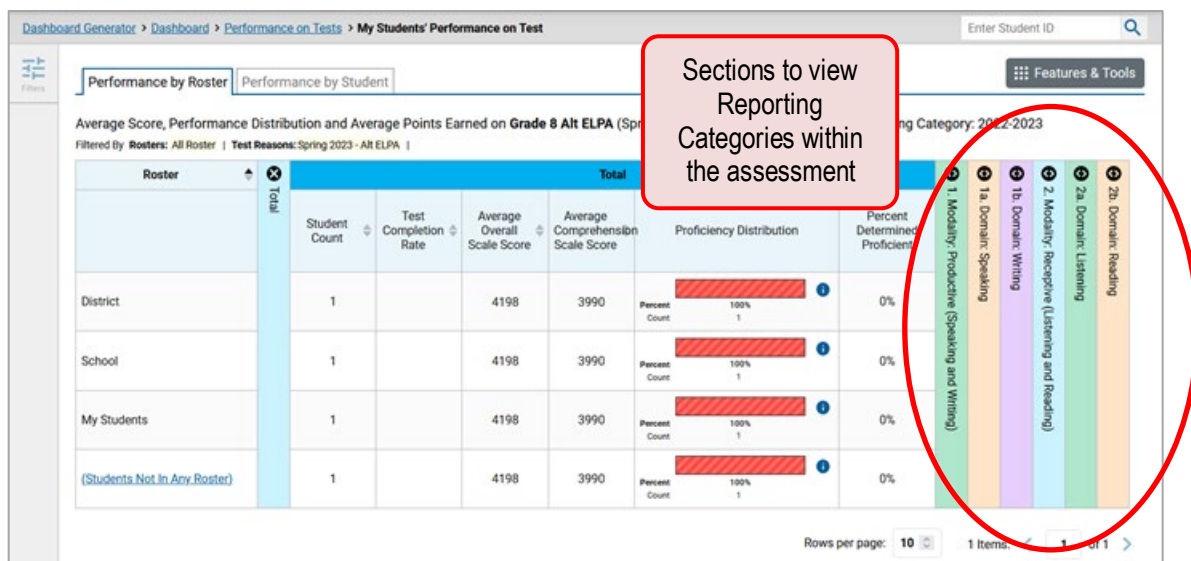 Dashboard Generator > Dashboard > Performance on Tests > My Students' Performance on Test
Enter Student ID
Filters
Performance by Roster
Performance by Student
Features & Tools
Sections to view
Reporting
Categories within
the assessment
Average Score, Performance Distribution and Average Points Earned on Grade 8 Alt ELPA (Spr
ng Category: 2022-2023
Filtered By Rosters: All Roster | Test Reasons: Spring 2023 - Alt ELPA |
Roster
Total
Total
Student
Count
Test
Completion
Rate
Average
Overall
Scale Score
Average
Comprehension
Scale Score
Proficiency Distribution
Percent
Determined
Proficient
1. Modality: Productive (Speaking and Writing)
1a. Domain: Speaking
1b. Domain: Writing
2. Modality: Receptive (Listening and Reading)
2a. Domain: Listening
2b. Domain: Reading
District 1 4198 3990 0%
Percent 100%
Count 1
School 1 4198 3990 0%
Percent 100%
Count 1
My Students 1 4198 3990 0%
Percent 100%
Count 1
(Students Not In Any Roster) 1 4198 3990 0%
Percent 100%
Count 1
Rows per page: 10 1 Items: 1 of 1